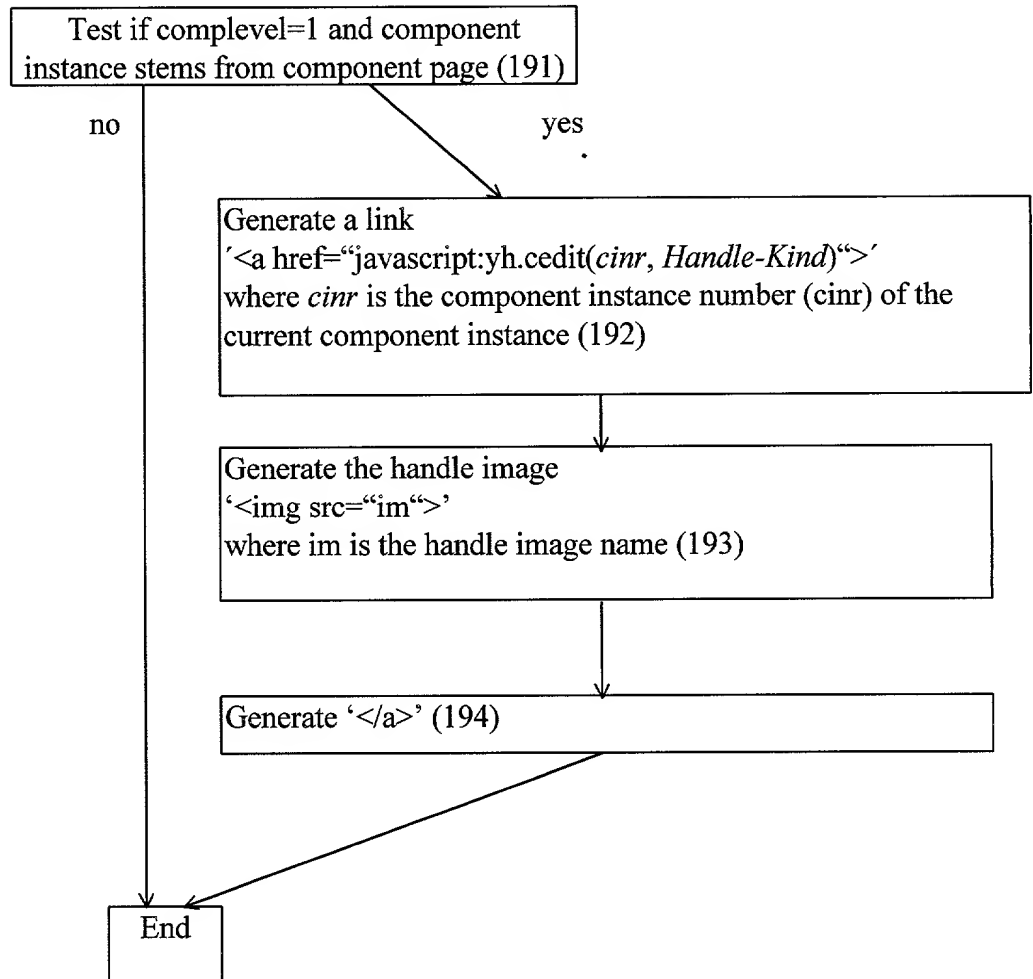 Test if complevel=1 and component
instance stems from component page (191)
no
yes
Generate a link
´<a href=“javascript:yh.cedit(cinr, Handle-Kind)“>´
where cinr is the component instance number (cinr) of the
current component instance (192)
Generate the handle image
‘<img src=“im“>’
where im is the handle image name (193)
Generate ‘</a>’ (194)
End